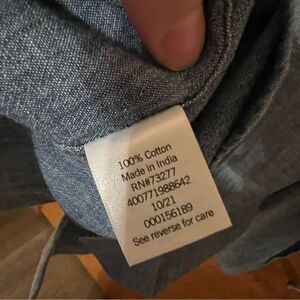 100% Cotton
Made in India
RN#73277
400771988642
10/21
000156189
See reverse for care